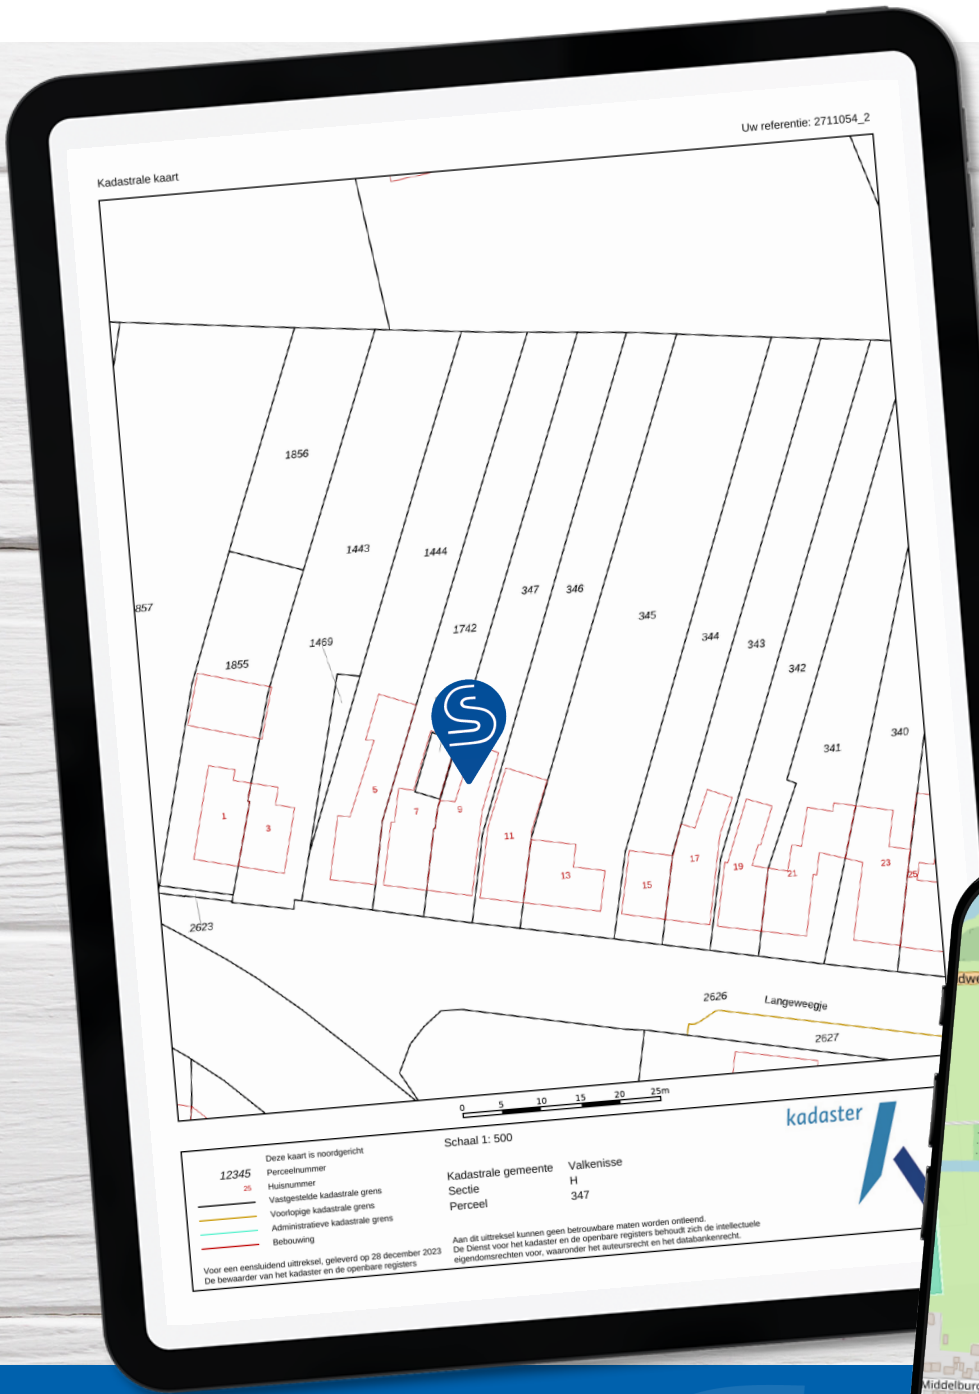 Uw referentie: 2711054_2
Kadastrale kaart
1856
1443
1444
857
347
346
345
1742
1469
344
343
342
1855
341
340
5
7
9
1
3
11
13
15
17
19
21
23
25
2623
2626
Langeweegje
2627
0 5 10 15 20 25m
Schaal 1: 500
kadaster
Deze kaart is noordgericht
12345 Perceelnummer
25 Huisnummer
Vastgestelde kadastrale grens
Voorlopige kadastrale grens
Administratieve kadastrale grens
Bebouwing
Kadastrale gemeente Valkenisse
Sectie H
Perceel 347
Voor een eensluidend uittreksel, geleverd op 28 december 2023
De bewaarder van het kadaster en de openbare registers
Aan dit uittreksel kunnen geen betrouwbare maten worden ontleend.
De Dienst voor het kadaster en de openbare registers behoudt zich de intellectuele
eigendomsrechten voor, waaronder het auteursrecht en het databankenrecht.
dwe
Middelburs